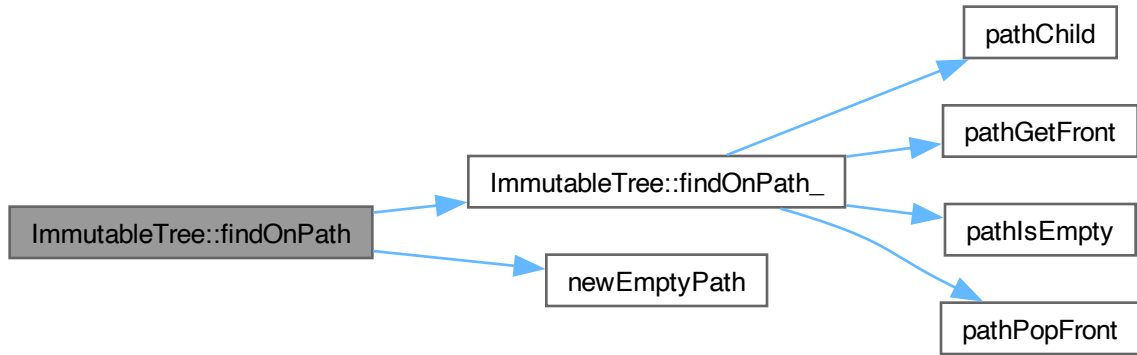 ImmutableTree::findOnPath
ImmutableTree::findOnPath_
newEmptyPath
pathChild
pathGetFront
pathIsEmpty
pathPopFront